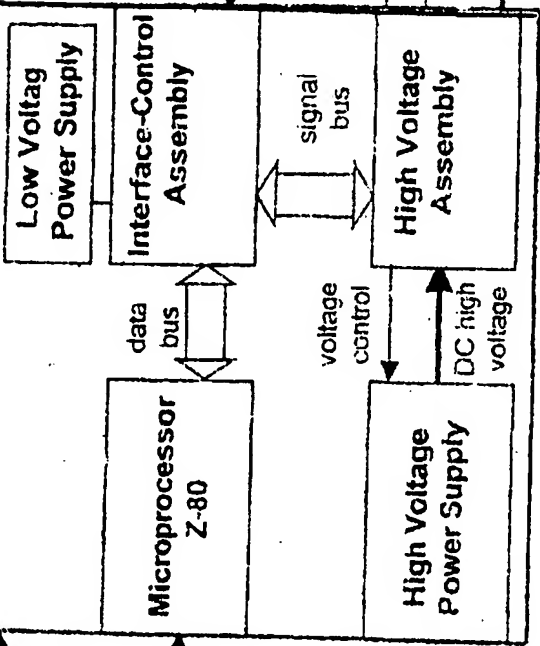 Low Voltag
Power Supply
Microprocessor
Z-80
data
bus
Interface-Control
Assembly
signal
bus
High Voltage
Power Supply
voltage
control
DC high
voltage
High Voltage
Assembly